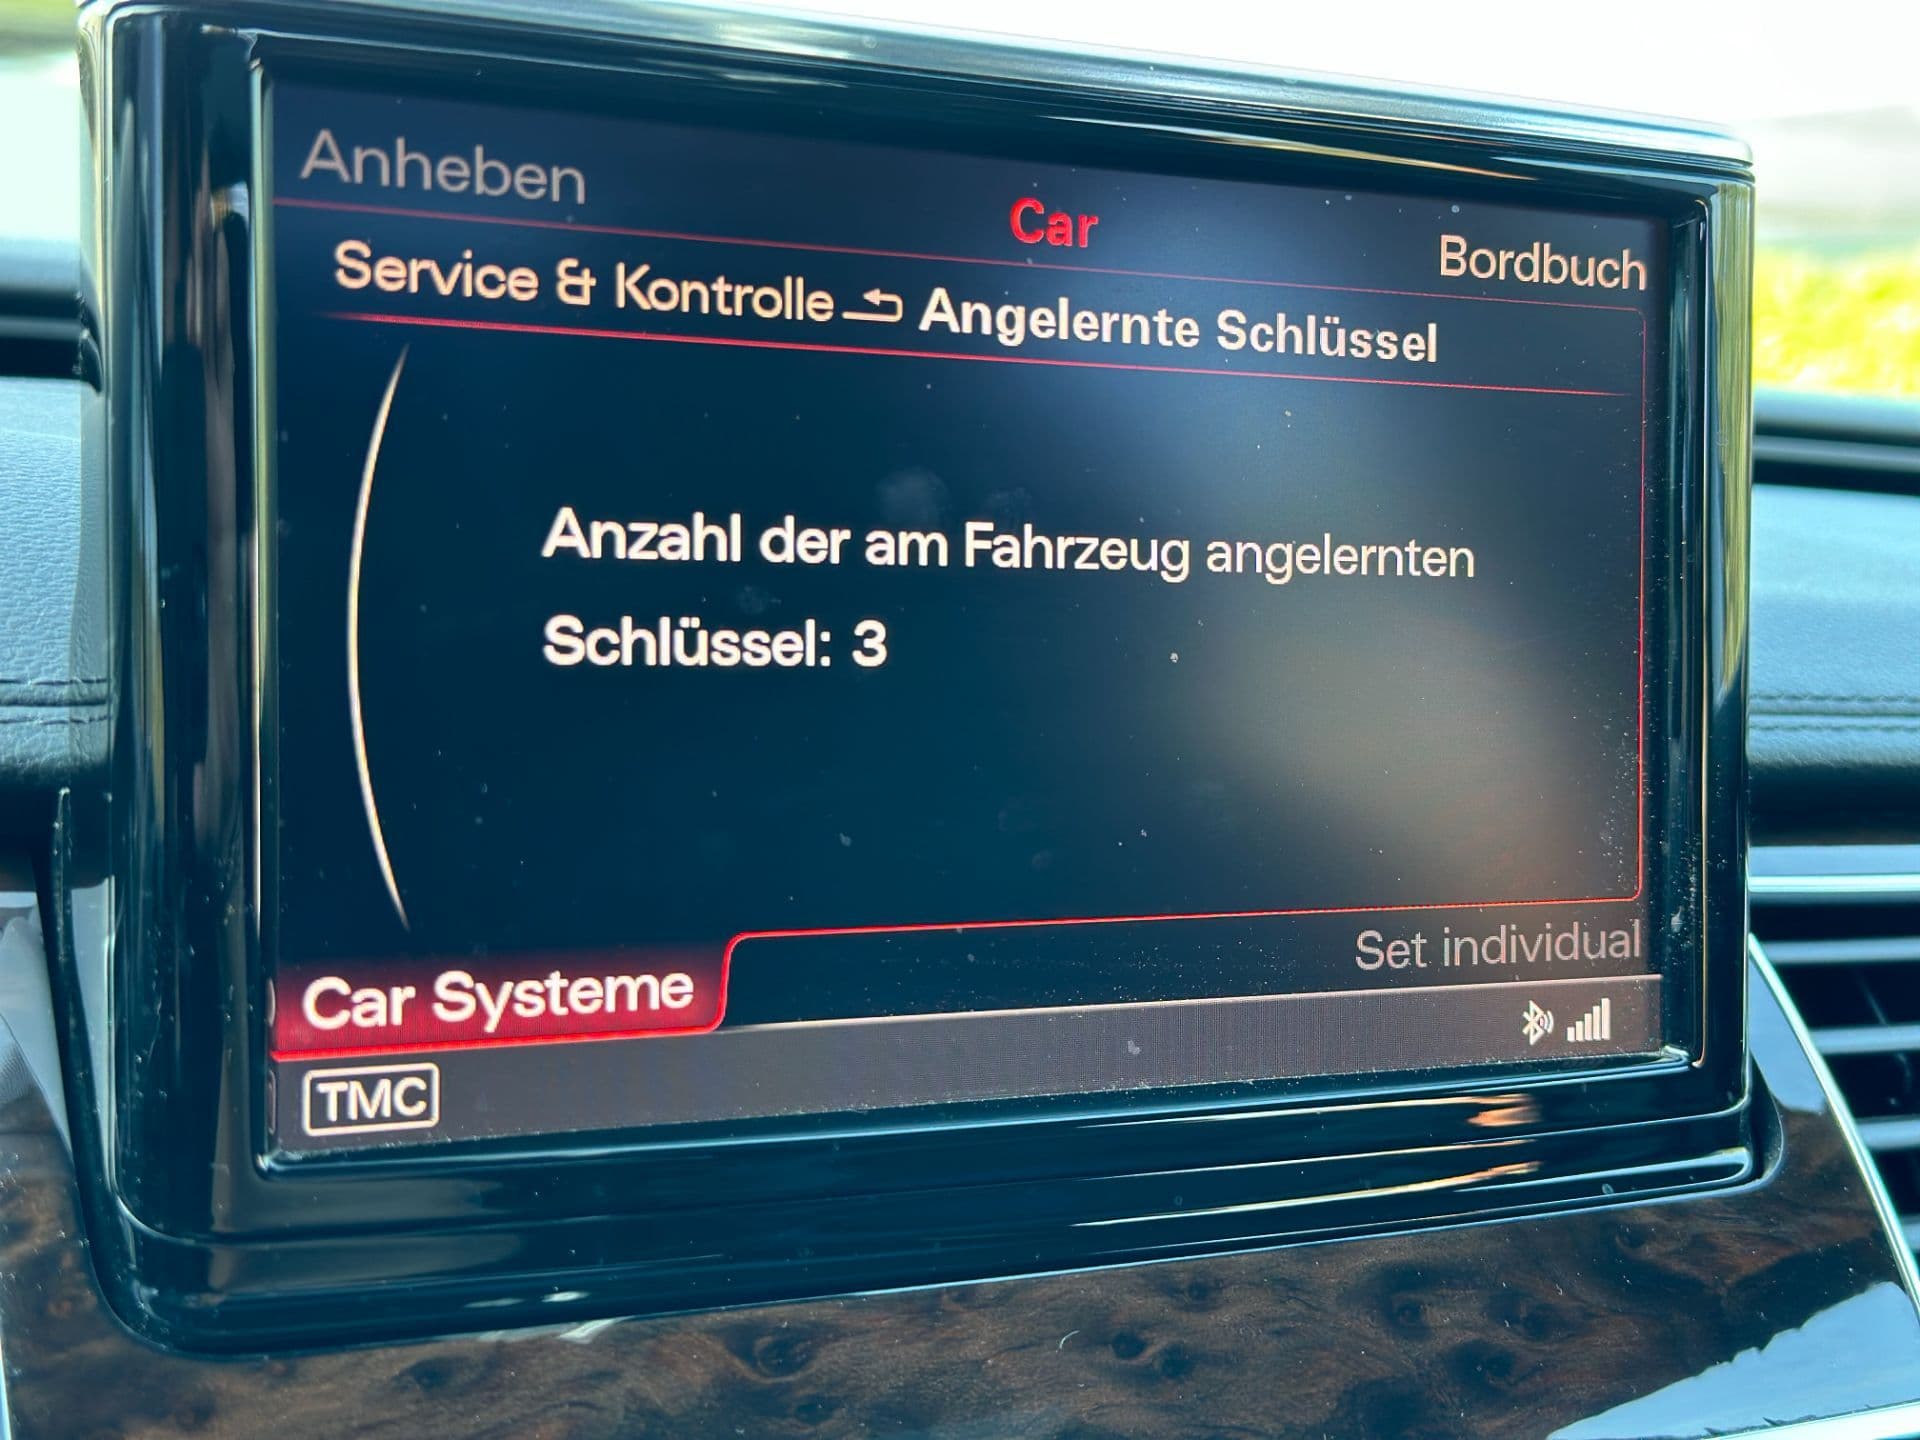 Anheben
Car
Bordbuch
Service & Kontrolle Angelernte Schlüssel
Anzahl der am Fahrzeug angelernten
Schlüssel: 3
Set individual
Car Systeme
TMC